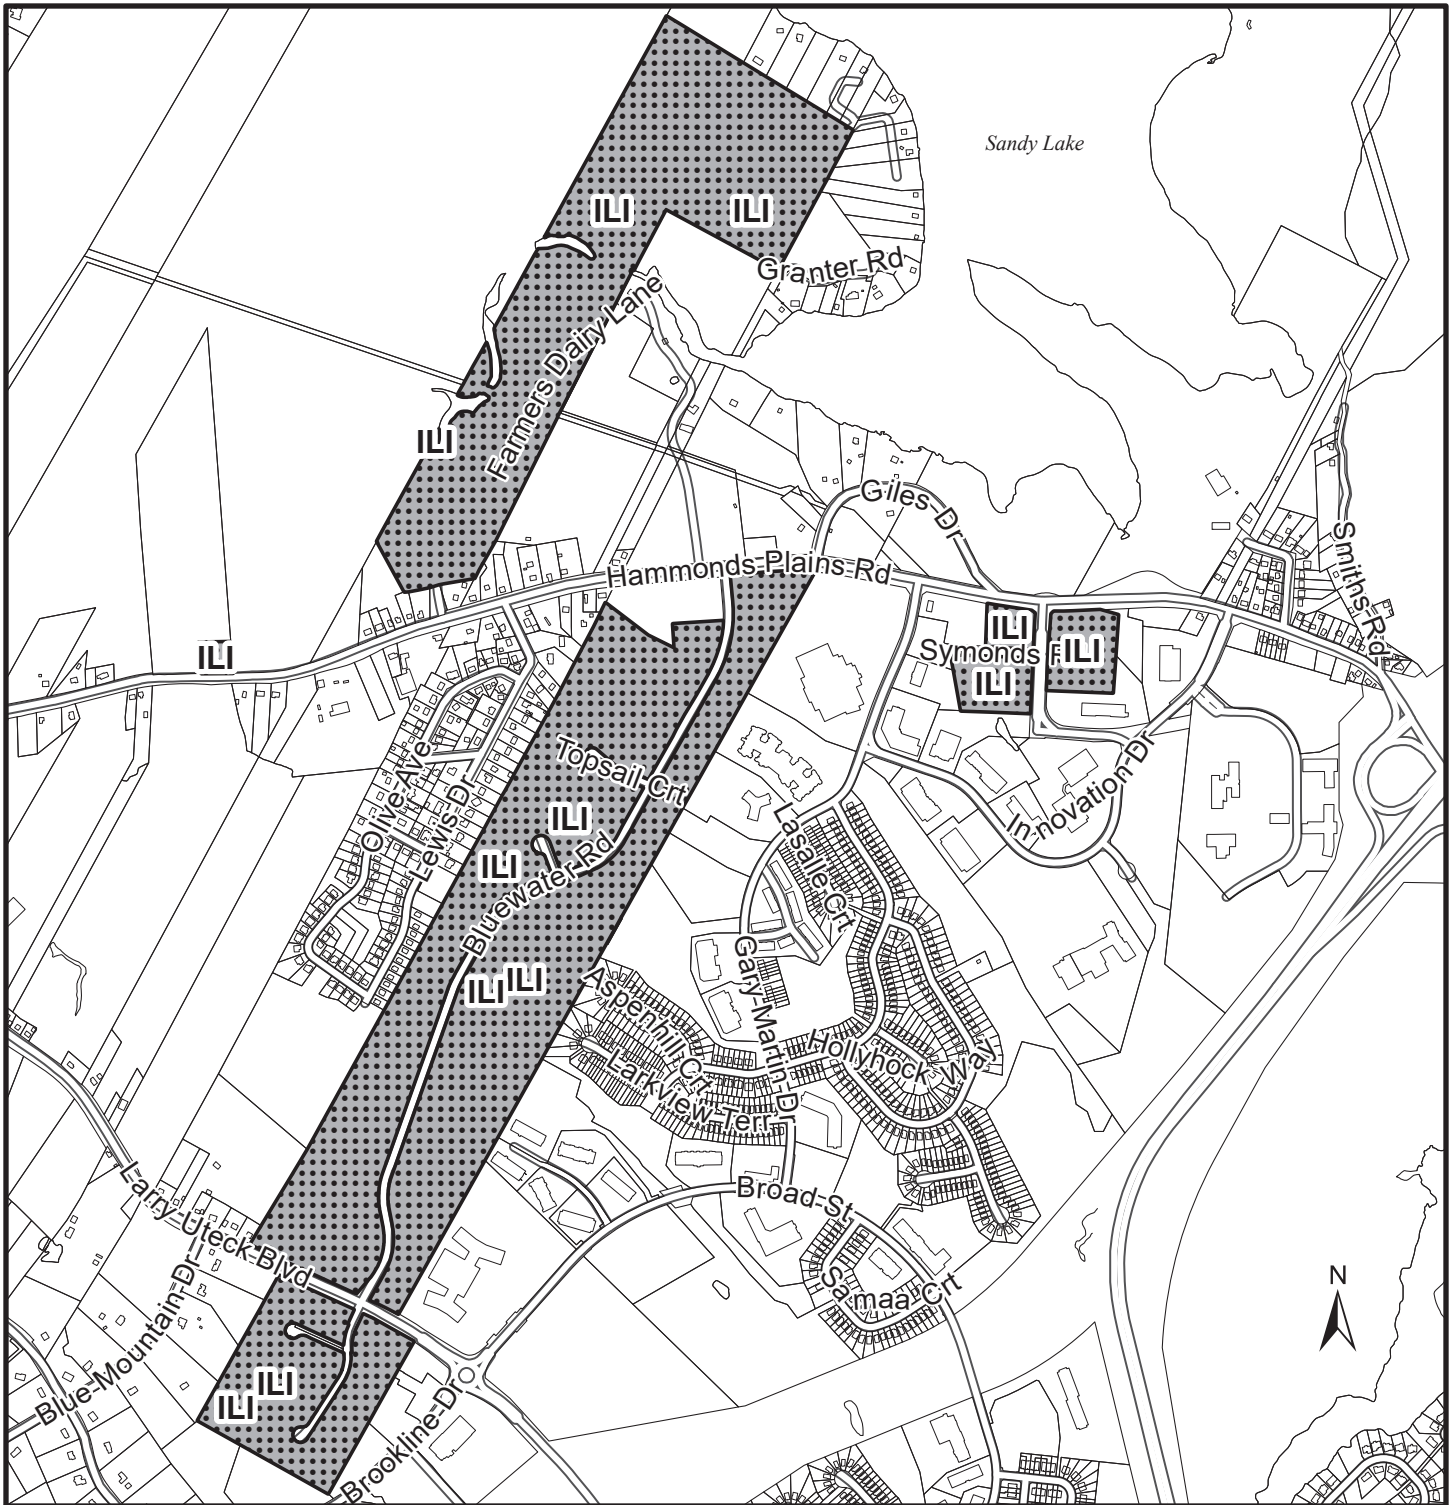 Sandy Lake
ILI
ILI
Granter Rd
Farmers Dairy Lane
ILI
Giles Dr
Hammonds Plains Rd
Smiths Rd
ILI
ILI
ILI
Symonds R
ILI
Topsail Crt
Olive Ave
Lewis Dr
ILI
ILI
Innovation Dr
Lasalle Crt
Bluewater Rd
ILI
ILI
Gary Martin Dr
Aspenhill Crt
Hollyhock Way
Larkview Terr
Larry Uteck Blvd
Broad St
Samaa Crt
Blue Mountain Dr
N
ILI
ILI
Brookline Dr